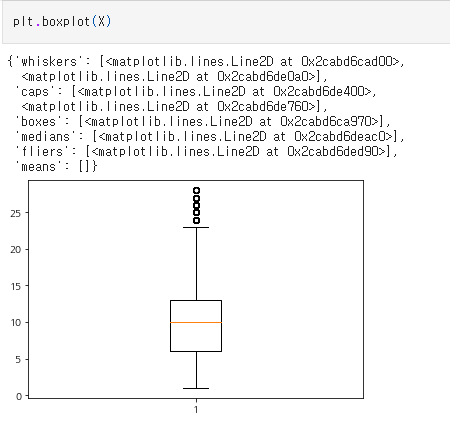 plt.boxplot(X)
{'whiskers': [<matplotlib.lines.Line2D at 0x2cabd6cad00>,
<matplotlib.lines.Line2D at 0x2cabd6de0a0>],
'caps': [<matplotlib.lines.Line2D at 0x2cabd6de400>,
<matplotlib.lines.Line2D at 0x2cabd6de760>],
'boxes': [<matplotlib.lines.Line2D at 0x2cabd6ca970>],
'medians': [<matplotlib.lines.Line2D at 0x2cabd6deac0>],
'fliers': [<matplotlib.lines.Line2D at 0x2cabd6ded90>],
'means': []}
25
20
15
10
5
0
1